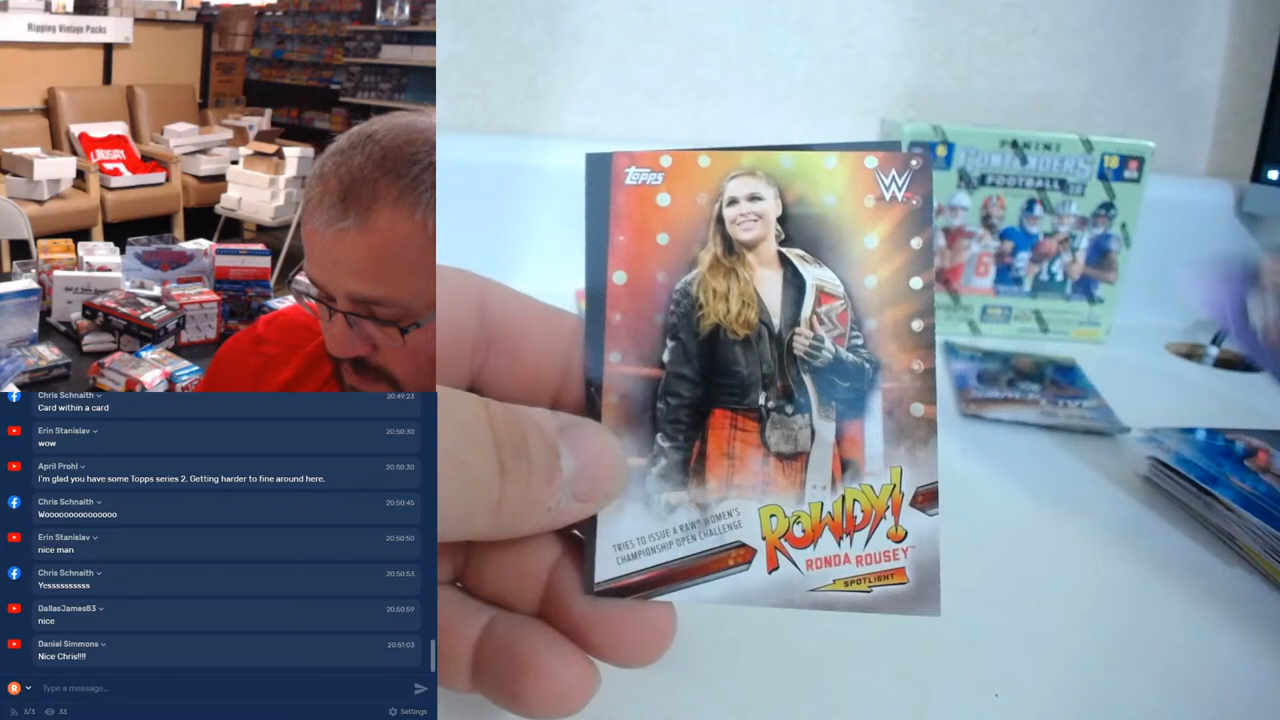 Ripping Vintage Packs
LINDSAY
Chris Schnaith
20:49:23
Card within a card
Erin Stanislav
20:50:30
wow
April Prohl
20:50:30
I'm glad you have some Topps series 2. Getting harder to fine around here.
Chris Schnaith
20:50:45
Wooooooooooooooo
Erin Stanislav
20:50:50
nice man
Chris Schnaith
20:50:53
Yessssssssss
DallasJames83
20:50:59
nice
Daniel Simmons
20:51:03
Nice Chris!!!!
R
Type a message...
3/3
33
Settings
TOPPS
W
TRIES TO ISSUE A RAW® WOMEN'S
CHAMPIONSHIP OPEN CHALLENGE
ROWDY!
RONDA ROUSEY™
SPOTLIGHT
PANINI
CONTENDERS
FOOTBALL
6
18